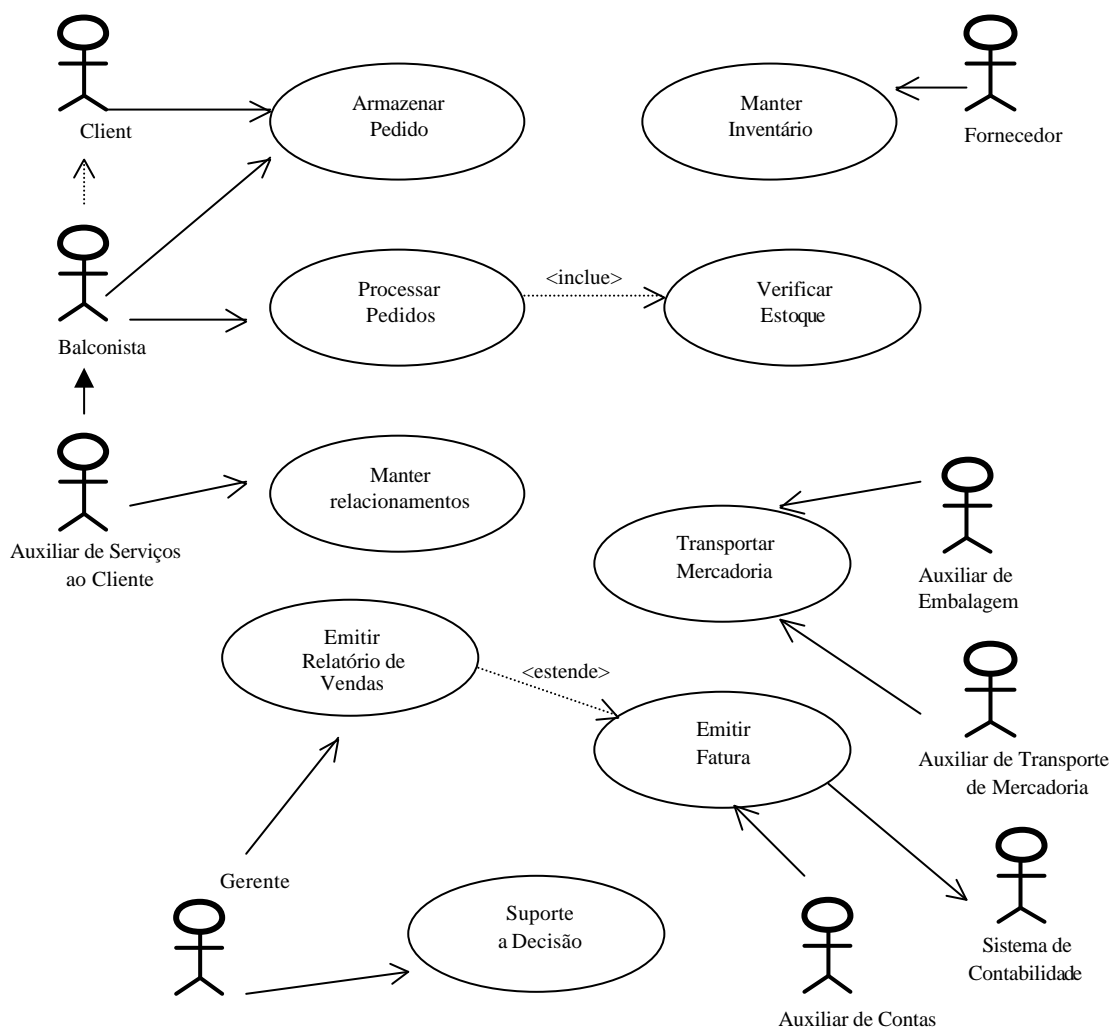 Client
Armazenar
Pedido
Manter
Inventário
Fornecedor
Balconista
Processar
Pedidos
<inclue>
Verificar
Estoque
Auxiliar de Serviços
ao Cliente
Manter
relacionamentos
Transportar
Mercadoria
Auxiliar de
Embalagem
Emitir
Relatório de
Vendas
<estende>
Emitir
Fatura
Auxiliar de Transporte
de Mercadoria
Gerente
Suporte
a Decisão
Sistema de
Contabilidade
Auxiliar de Contas